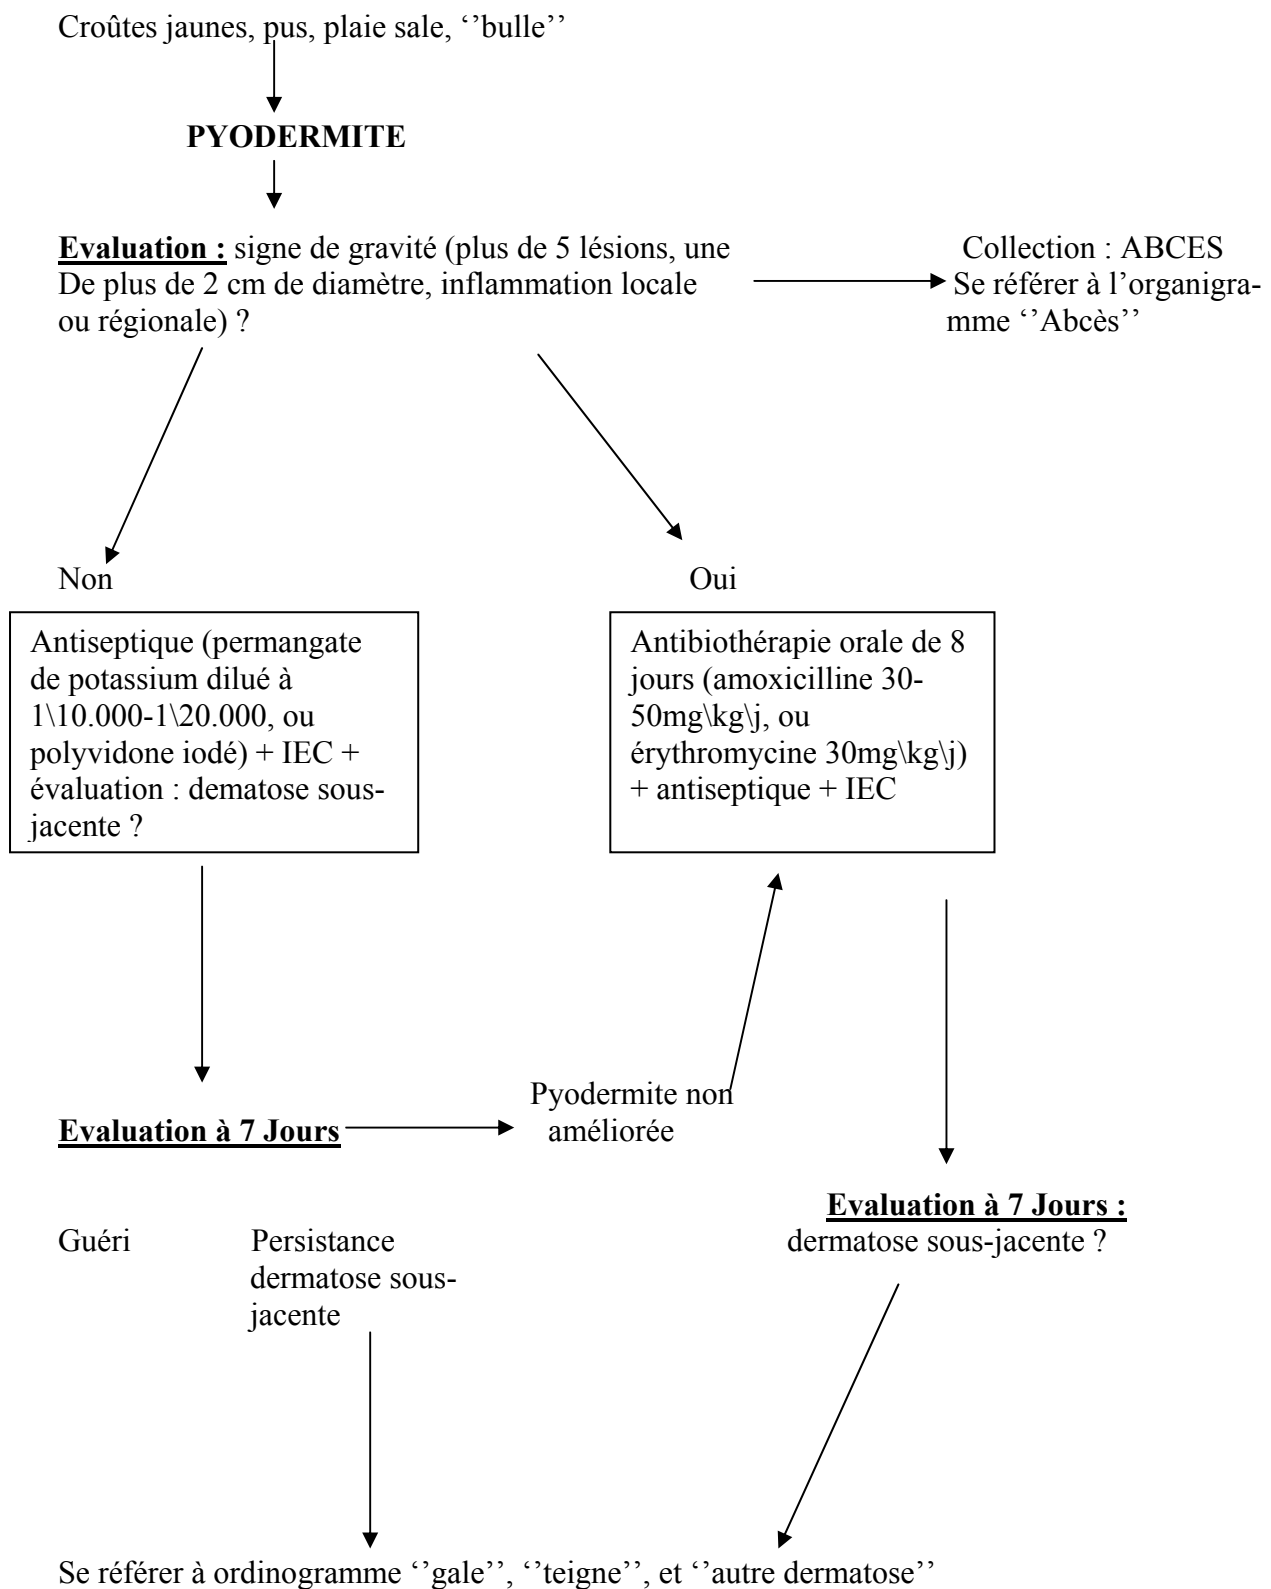 Croûtes jaunes, pus, plaie sale, ‘’bulle’’
PYODERMITE
Evaluation : signe de gravité (plus de 5 lésions, une
De plus de 2 cm de diamètre, inflammation locale
ou régionale) ?
Collection : ABCES
Se référer à l’organigra-
mme ‘’Abcès’’
Non
Antiseptique (permangate
de potassium dilué à
1\10.000-1\20.000, ou
polyvidone iodé) + IEC +
évaluation : dematose sous-
jacente ?
Oui
Antibiothérapie orale de 8
jours (amoxicilline 30-
50mg\kg\j, ou
érythromycine 30mg\kg\j)
+ antiseptique + IEC
Evaluation à 7 Jours
Pyodermite non
améliorée
Evaluation à 7 Jours :
dermatose sous-jacente ?
Guéri
Persistance
dermatose sous-
jacente
Se référer à ordinogramme ‘’gale’’, ‘’teigne’’, et ‘’autre dermatose’’